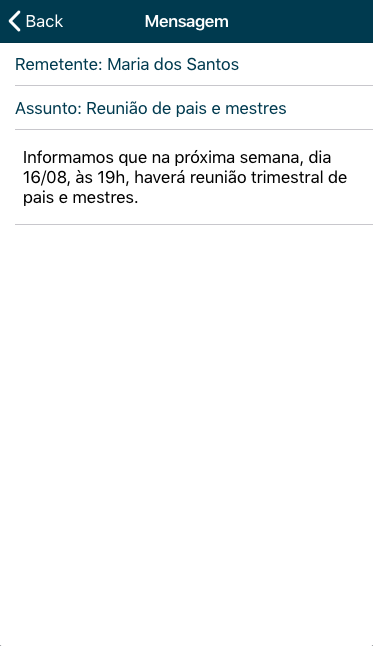 Back
Mensagem
Remetente: Maria dos Santos
Assunto: Reunião de pais e mestres
Informamos que na próxima semana, dia
16/08, às 19h, haverá reunião trimestral de
pais e mestres.